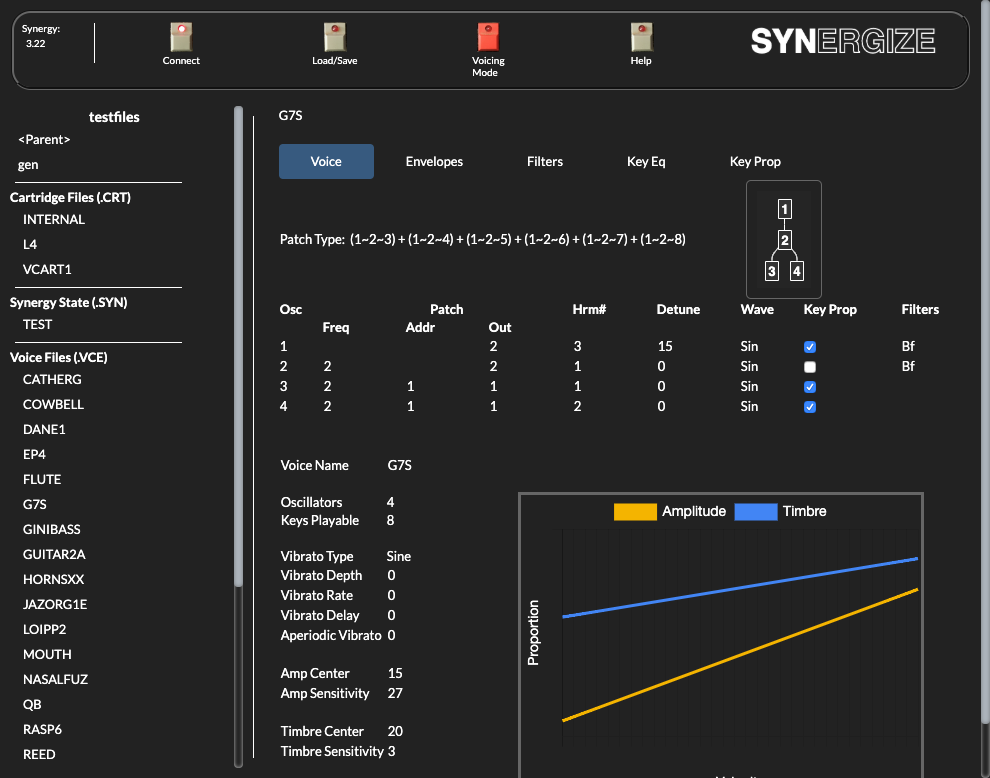 Synergy:
3.22
Connect
Load/Save
Voicing
Mode
Help
SYNERGIZE
testfiles
<Parent>
gen
Cartridge Files (.CRT)
INTERNAL
L4
VCART1
Synergy State (.SYN)
TEST
Voice Files (.VCE)
CATHERG
COWBELL
DANE1
EP4
FLUTE
G7S
GINIBASS
GUITAR2A
HORNSXX
JAZORG1E
LOIPP2
MOUTH
NASALFUZ
QB
RASP6
REED
G7S
Voice Envelopes Filters Key Eq Key Prop
Patch Type: (1~2~3) + (1~2~4) + (1~2~5) + (1~2~6) + (1~2~7) + (1~2~8)
1
2
3 4
Osc Patch Hrm# Detune Wave Key Prop Filters
Freq Addr Out
1 2 3 15 Sin Bf
2 2 2 1 0 Sin Bf
3 2 1 1 1 0 Sin
4 2 1 1 2 0 Sin
Voice Name G7S
Oscillators 4
Keys Playable 8
Vibrato Type Sine
Vibrato Depth 0
Vibrato Rate 0
Vibrato Delay 0
Aperiodic Vibrato 0
Amp Center 15
Amp Sensitivity 27
Timbre Center 20
Timbre Sensitivity 3
Amplitude Timbre
Proportion